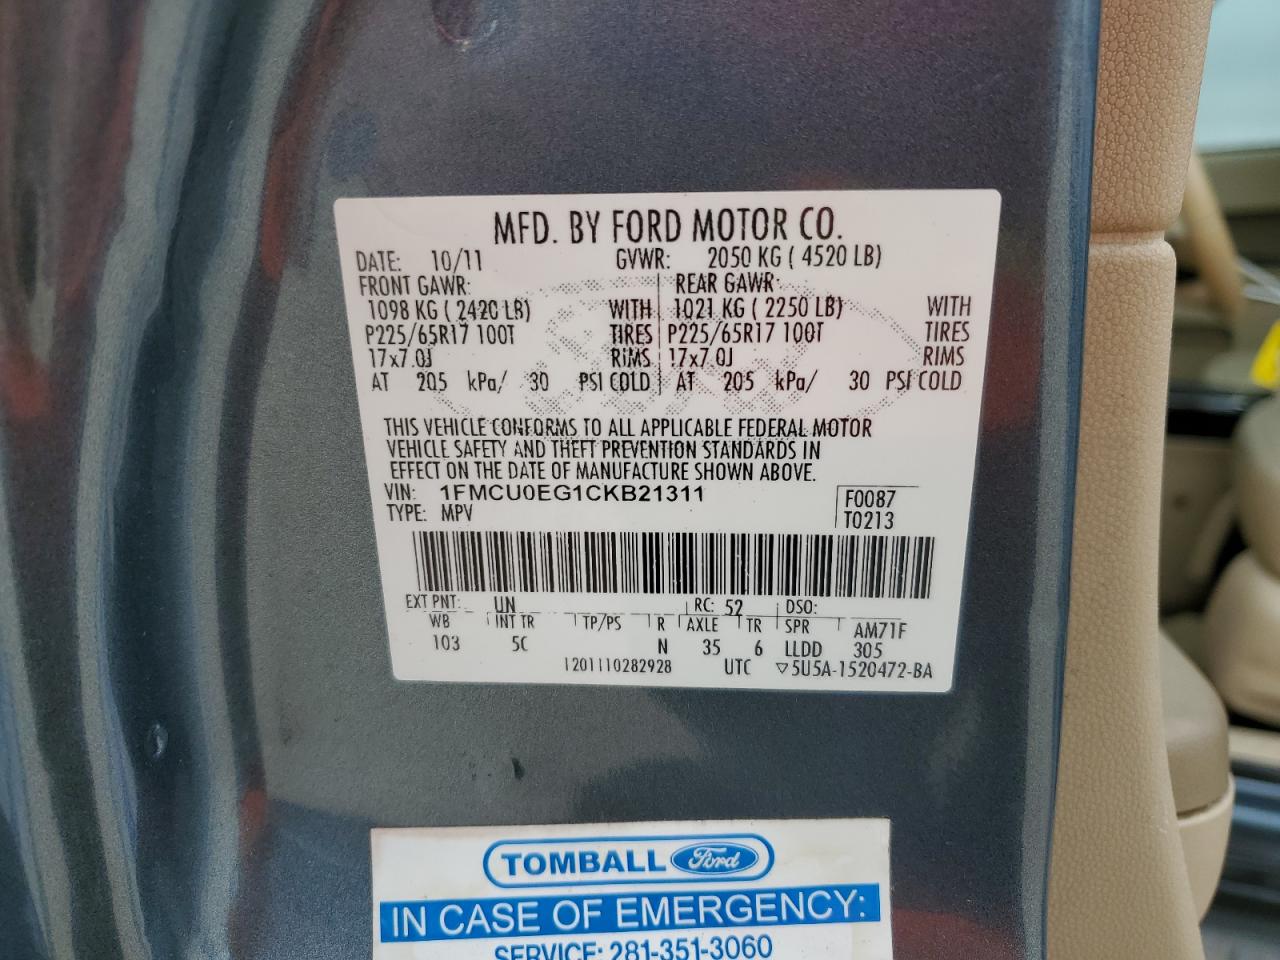 MFD. BY FORD MOTOR CO.
DATE: 10/11 GVWR: 2050 KG ( 4520 LB)
FRONT GAWR: REAR GAWR:
1098 KG ( 2420 LB) WITH 1021 KG ( 2250 LB) WITH
P225/65R17 100T TIRES P225/65R17 100T TIRES
17x7.0J RIMS 17x7.0J RIMS
AT 205 kPa/ 30 PSI COLD AT 205 kPa/ 30 PSI COLD
THIS VEHICLE CONFORMS TO ALL APPLICABLE FEDERAL MOTOR
VEHICLE SAFETY AND THEFT PREVENTION STANDARDS IN
EFFECT ON THE DATE OF MANUFACTURE SHOWN ABOVE.
VIN: 1FMCU0EG1CKB21311 F0087
TYPE: MPV T0213
EXT PNT: UN RC: 52 DSO:
WB INT TR TP/PS R AXLE TR SPR AM71F
103 5C N 35 6 LLDD 305
1201110282928 UTC ▽5U5A-1520472-BA
TOMBALL Ford
IN CASE OF EMERGENCY:
SERVICE: 281-351-3060